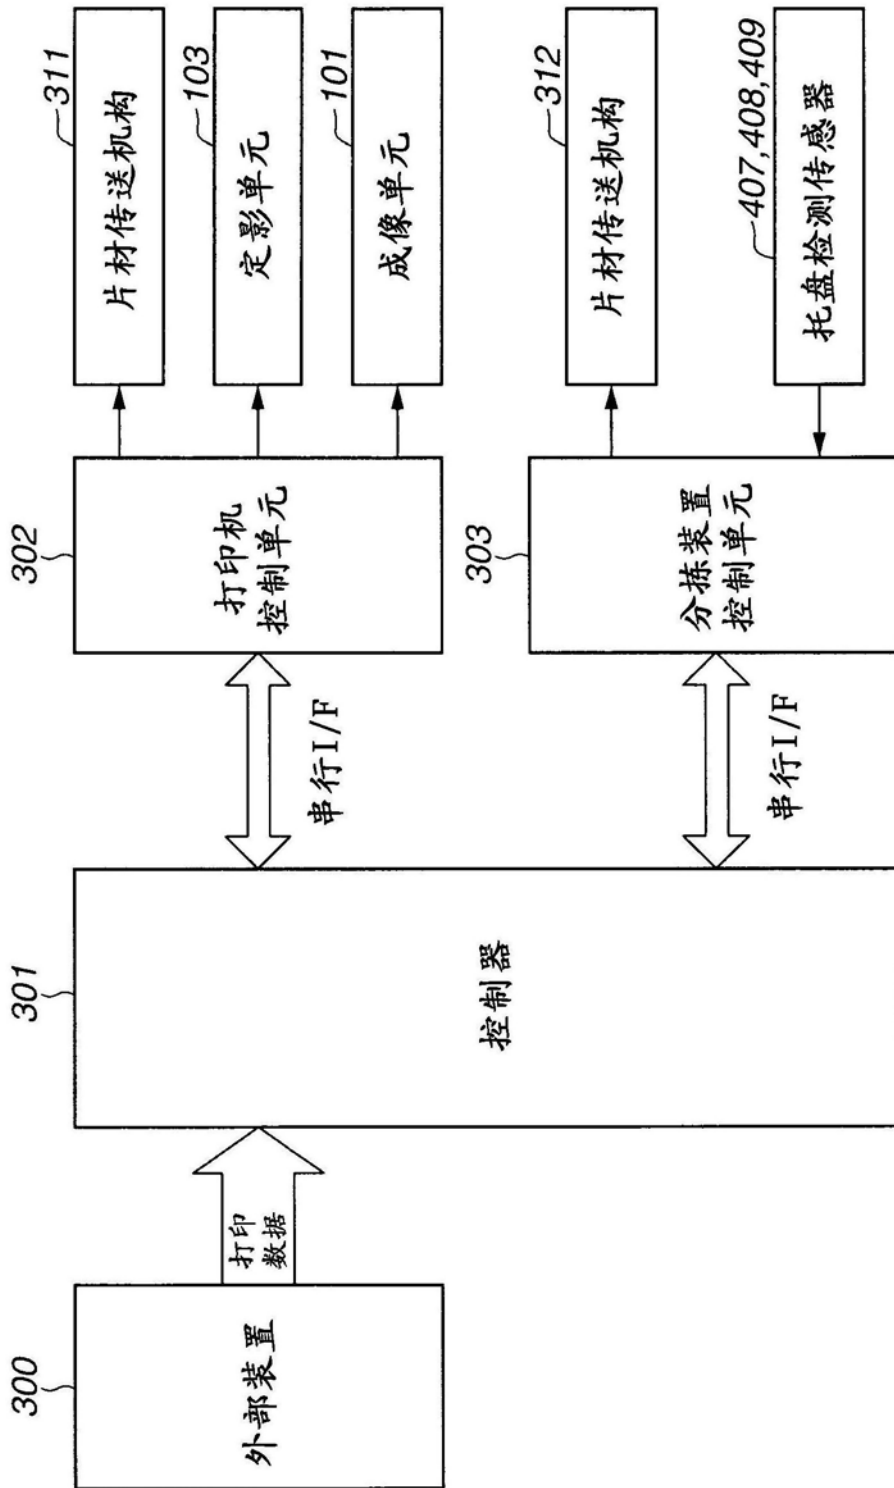 300
外部装置
打印
数据
301
控制器
串行I/F
串行I/F
302
打印机
控制单元
303
分拣装置
控制单元
311
片材传送机构
103
定影单元
101
成像单元
312
片材传送机构
407,408,409
托盘检测传感器